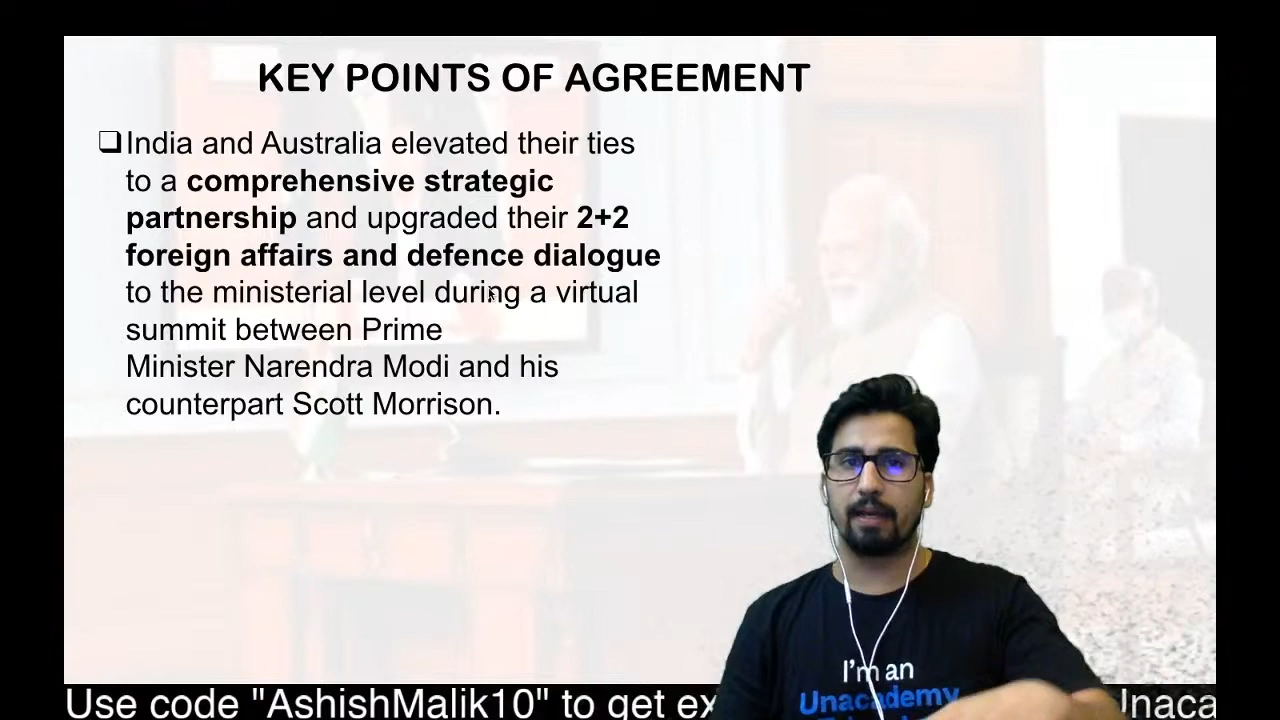 KEY POINTS OF AGREEMENT
❑India and Australia elevated their ties
to a comprehensive strategic
partnership and upgraded their 2+2
foreign affairs and defence dialogue
to the ministerial level during a virtual
summit between Prime
Minister Narendra Modi and his
counterpart Scott Morrison.
I'm an
Unacademy
Use code "AshishMalik10" to get ex